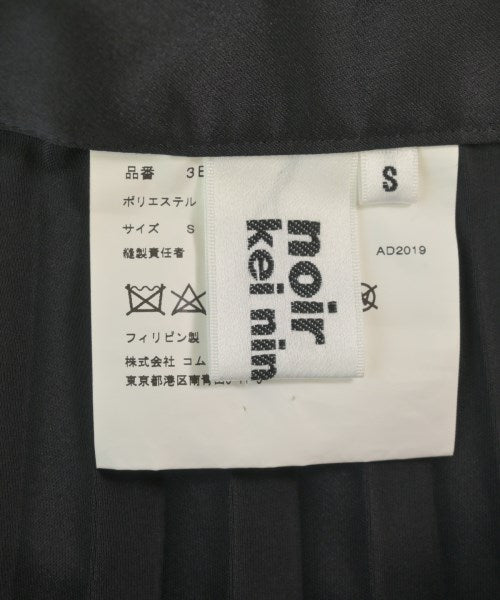 品番 3E
ポリエステル
サイズ S
縫製責任者
AD2019
フィリピン製
株式会社 コム
東京都港区南青山
noir
kei nin
S